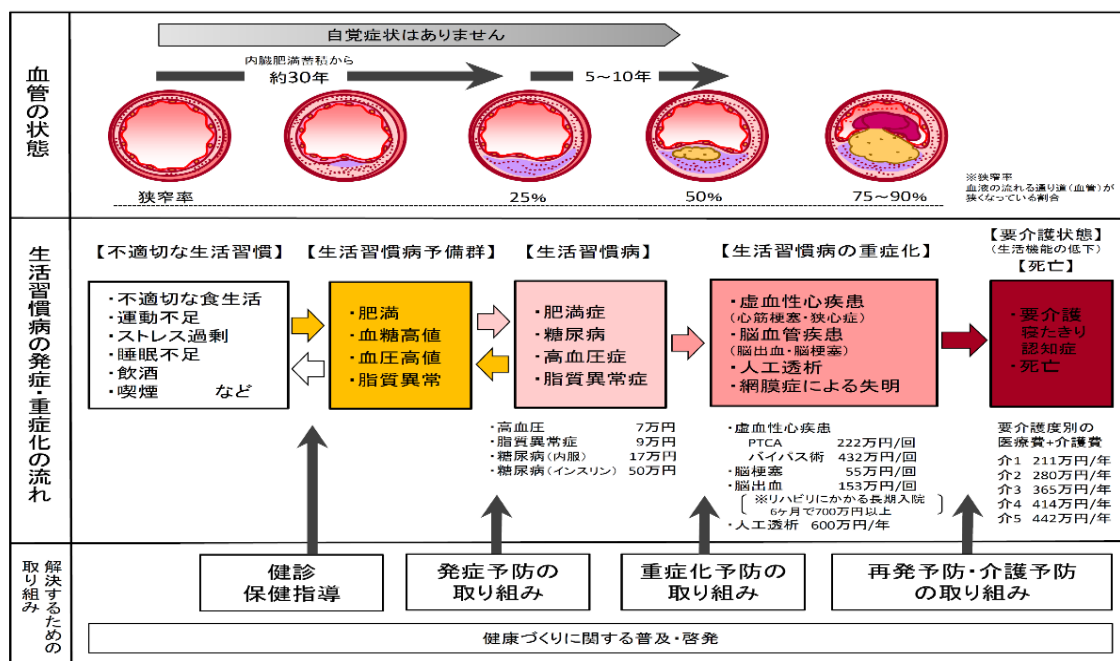 血管の状態
自覚症状はありません
内臓肥満蓄積から
約30年
5～10年
狭窄率
25%
50%
75～90%
※狭窄率
血液の流れる通り道(血管)が
狭くなっている割合
生活習慣病の発症・重症化の流れ
【不適切な生活習慣】
・不適切な食生活
・運動不足
・ストレス過剰
・睡眠不足
・飲酒
・喫煙 など
【生活習慣病予備群】
・肥満
・血糖高値
・血圧高値
・脂質異常
【生活習慣病】
・肥満症
・糖尿病
・高血圧症
・脂質異常症
・高血圧 7万円
・脂質異常症 9万円
・糖尿病(内服) 17万円
・糖尿病(インスリン) 50万円
【生活習慣病の重症化】
・虚血性心疾患
(心筋梗塞・狭心症)
・脳血管疾患
(脳出血・脳梗塞)
・人工透析
・網膜症による失明
・虚血性心疾患
PTCA 222万円/回
バイパス術 432万円/回
・脳梗塞 55万円/回
・脳出血 153万円/回
※リハビリにかかる長期入院
6ヶ月で700万円以上
・人工透析 600万円/年
【要介護状態】
(生活機能の低下)
【死亡】
・要介護
寝たきり
認知症
・死亡
要介護度別の
医療費+介護費
介1 211万円/年
介2 280万円/年
介3 365万円/年
介4 414万円/年
介5 442万円/年
解決するための
取り組み
健診
保健指導
発症予防の
取り組み
重症化予防の
取り組み
再発予防・介護予防
の取り組み
健康づくりに関する普及・啓発